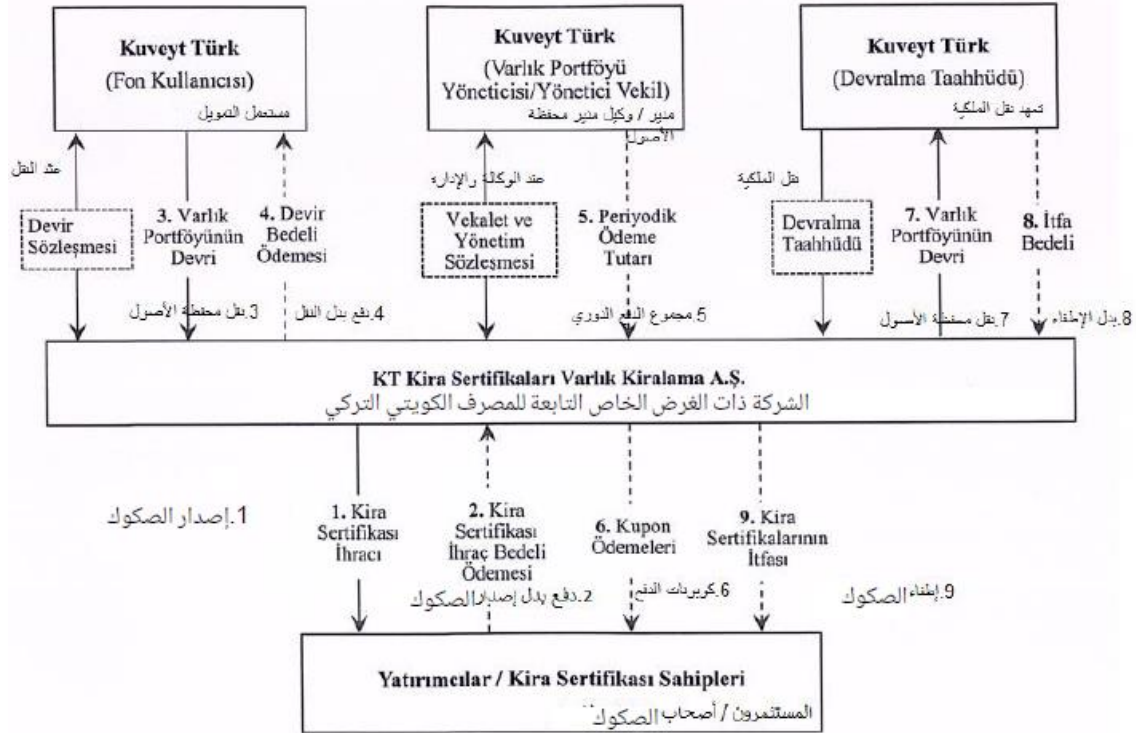 Kuveyt Türk
(Fon Kullanıcısı)
مستعمل التمويل
Kuveyt Türk
(Varlık Portföyü
Yöneticisi/Yönetici Vekil)
مدير / وكيل مدير محفظة
الأصول
Kuveyt Türk
(Devralma Taahhüdü)
تعهد نقل الملكية
عند النقل
Devir
Sözleşmesi
3. Varlık
Portföyünün
Devri
3.نقل محفظة الأصول
4. Devir
Bedeli
Ödemesi
4.دفع بدل النقل
عند الوكالة والإدارة
Vekalet ve
Yönetim
Sözleşmesi
5. Periyodik
Ödeme
Tutarı
5.مجموع الدفع الدوري
نقل الملكية
Devralma
Taahhüdü
7. Varlık
Portföyünün
Devri
7.نقل محفظة الأصول
8. İtfa
Bedeli
8.بدل الإطفاء
KT Kira Sertifikaları Varlık Kiralama A.Ş.
الشركة ذات الغرض الخاص التابعة للمصرف الكويتي التركي
1.إصدار الصكوك
1. Kira
Sertifikası
İhracı
2. Kira
Sertifikası
İhraç Bedeli
Ödemesi
2.دفع بدل إصدار الصكوك
6. Kupon
Ödemeleri
6.كوبونات الدفع
9. Kira
Sertifikalarının
İtfası
9.إطفاء الصكوك
Yatırımcılar / Kira Sertifikası Sahipleri
المستثمرون / أصحاب الصكوك